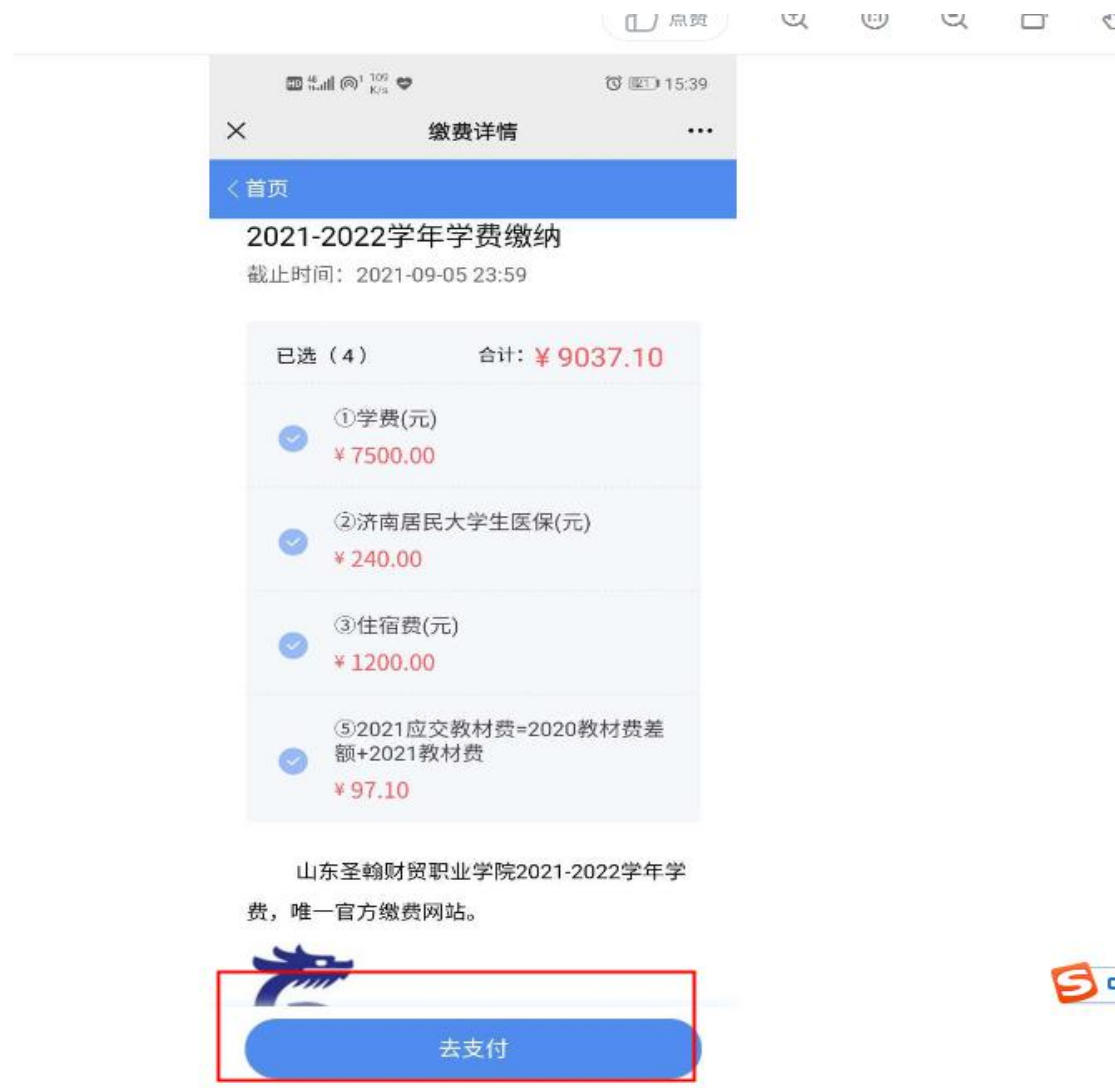 点赞
HD 46 109 K/s 21 15:39
缴费详情
首页
2021-2022学年学费缴纳
截止时间：2021-09-05 23:59
已选（4） 合计：¥ 9037.10
①学费(元)
¥ 7500.00
②济南居民大学生医保(元)
¥ 240.00
③住宿费(元)
¥ 1200.00
⑤2021应交教材费=2020教材费差
额+2021教材费
¥ 97.10
山东圣翰财贸职业学院2021-2022学年学
费，唯一官方缴费网站。
去支付